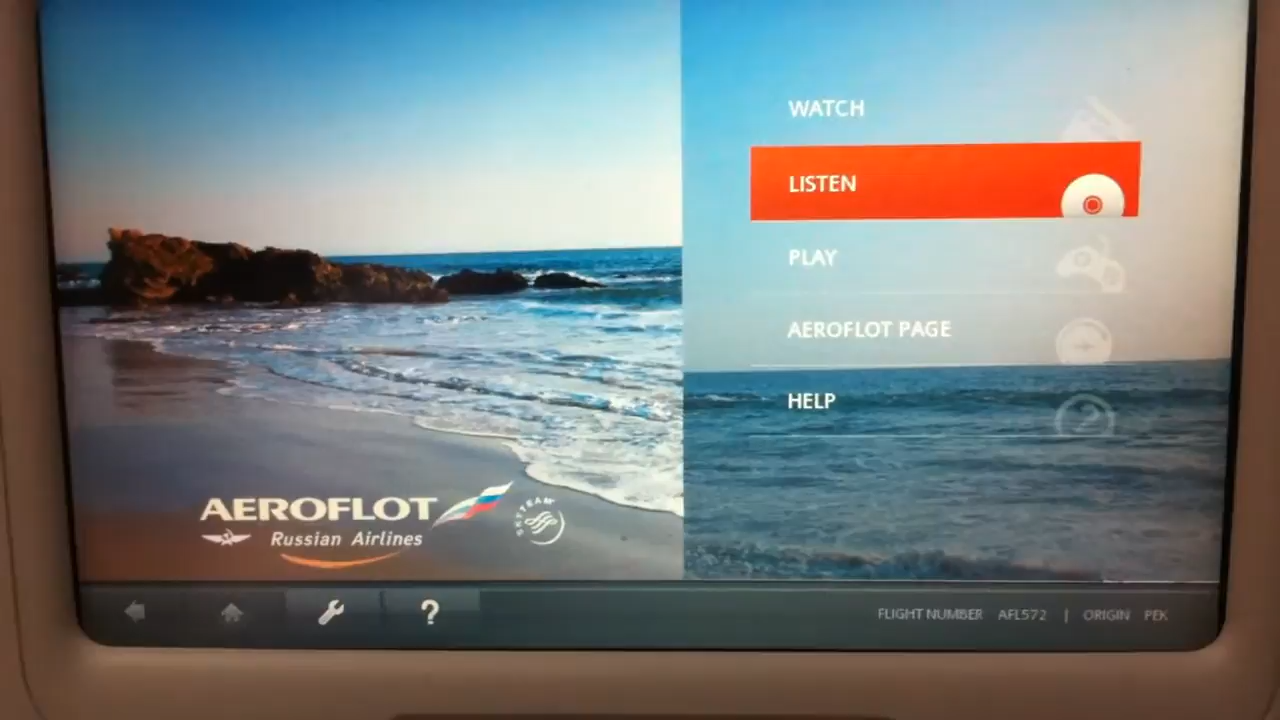 WATCH
LISTEN
PLAY
AEROFLOT PAGE
HELP
AEROFLOT
Russian Airlines
SKYTEAM
?
FLIGHT NUMBER AFL572 | ORIGIN PEK